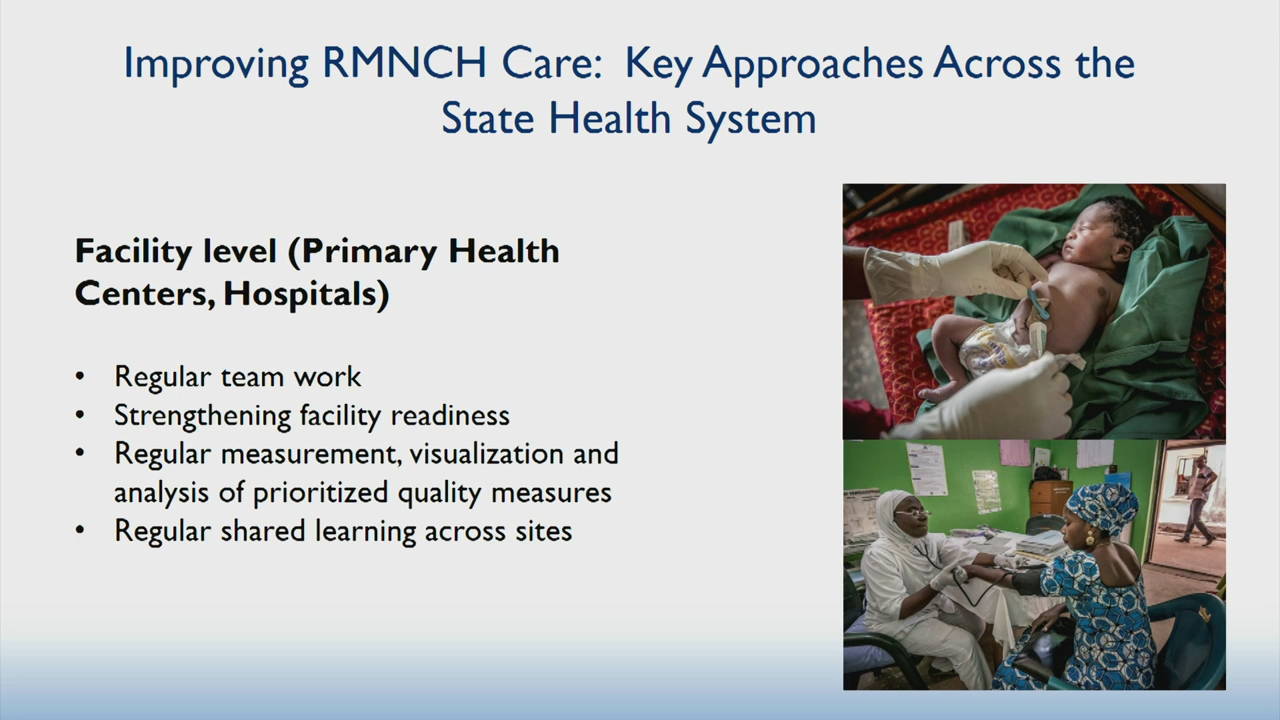 Improving RMNCH Care: Key Approaches Across the
State Health System
Facility level (Primary Health
Centers, Hospitals)
• Regular team work
• Strengthening facility readiness
• Regular measurement, visualization and
analysis of prioritized quality measures
• Regular shared learning across sites